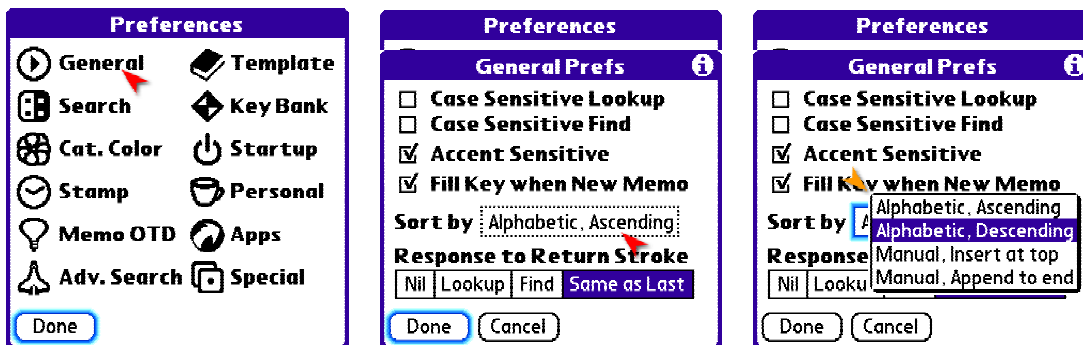 Preferences
General Template
Search Key Bank
Cat. Color Startup
Stamp Personal
Memo OTD Apps
Adv. Search Special
Done
Preferences
General Prefs
Case Sensitive Lookup
Case Sensitive Find
Accent Sensitive
Fill Key when New Memo
Sort by Alphabetic, Ascending
Response to Return Stroke
Nil Lookup Find Same as Last
Done Cancel
Preferences
General Prefs
Case Sensitive Lookup
Case Sensitive Find
Accent Sensitive
Fill Key when New Memo
Sort by
Alphabetic, Ascending
Alphabetic, Descending
Manual, Insert at top
Manual, Append to end
Response
Nil Looku
Done Cancel